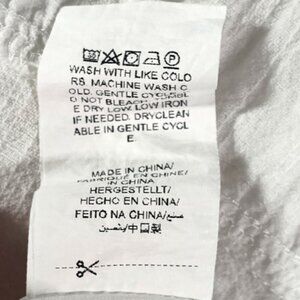 WASH WITH LIKE COLO
RS. MACHINE WASH C
OLD. GENTLE CYCLE.
O NOT BLEACH
E DRY LOW. LOW IRON
IF NEEDED. DRYCLEAN
ABLE IN GENTLE CYCL
E.
MADE IN CHINA/
FABRIQUÉ EN CHINE/
IN CHINA
HERGESTELLT/
HECHO EN CHINA/
FEITO NA CHINA/صنع
中國製